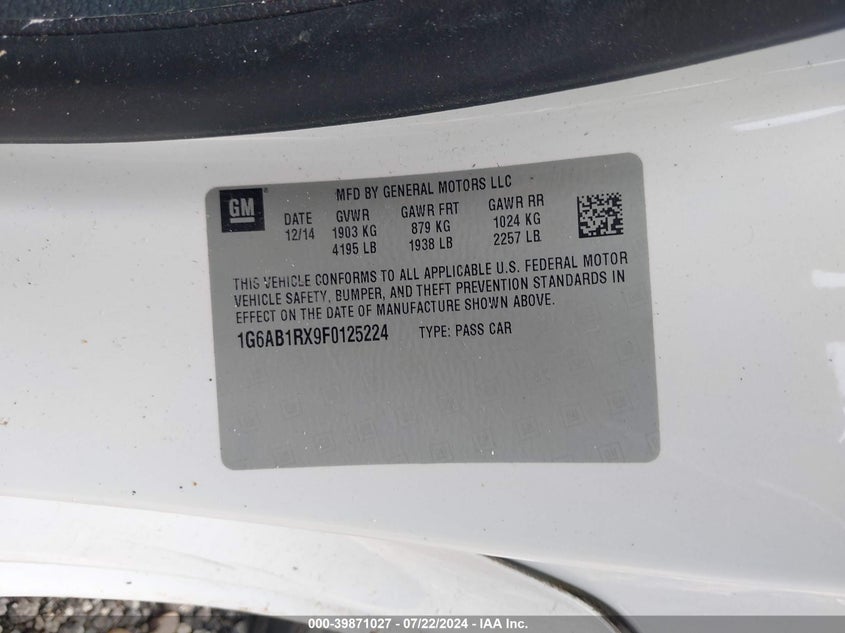 GM
MFD BY GENERAL MOTORS LLC
DATE GVWR GAWR FRT GAWR RR
12/14 1903 KG 879 KG 1024 KG
4195 LB 1938 LB 2257 LB
THIS VEHICLE CONFORMS TO ALL APPLICABLE U.S. FEDERAL MOTOR
VEHICLE SAFETY, BUMPER, AND THEFT PREVENTION STANDARDS IN
EFFECT ON THE DATE OF MANUFACTURE SHOWN ABOVE.
1G6AB1RX9F0125224 TYPE: PASS CAR
000-39871027 - 07/22/2024 - IAA Inc.